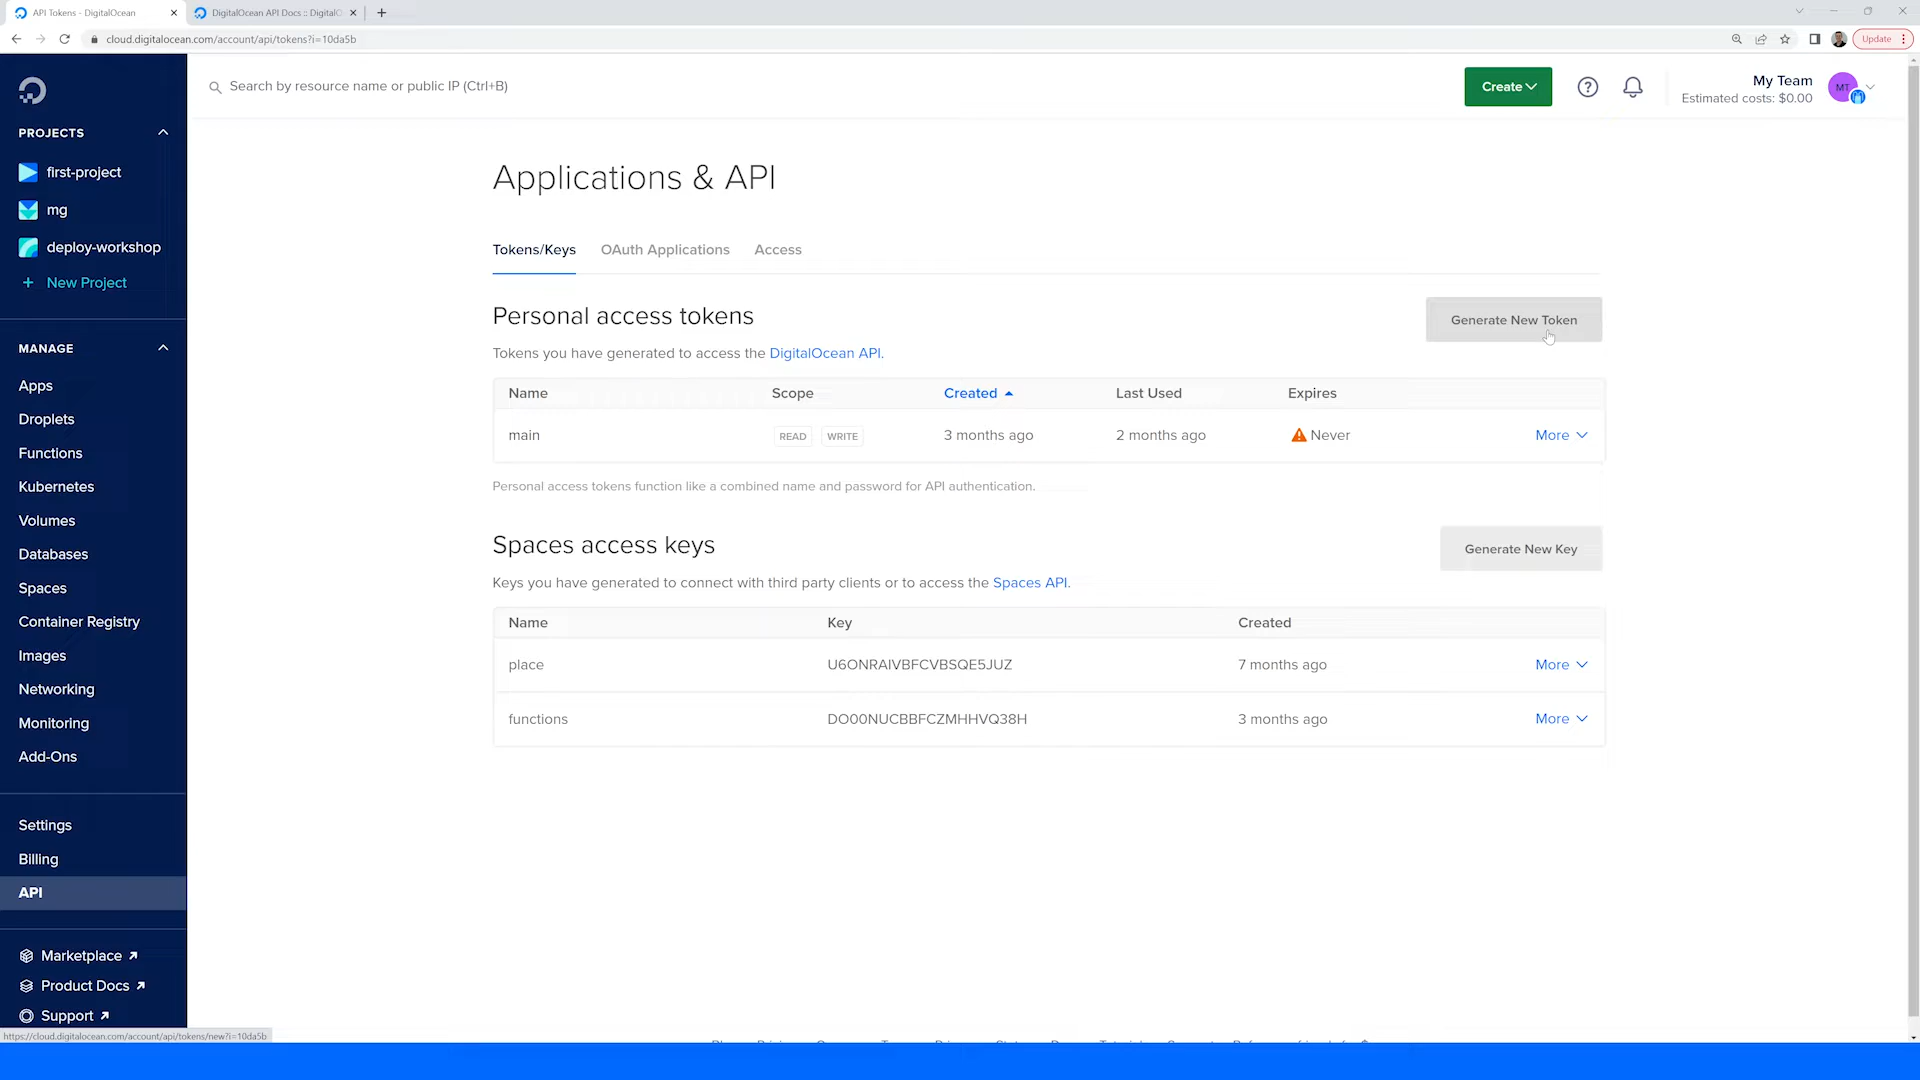 API Tokens - DigitalOcean
DigitalOcean API Docs :: DigitalO
cloud.digitalocean.com/account/api/tokens?i=10da5b
Update
Search by resource name or public IP (Ctrl+B)
Create
My Team
Estimated costs: $0.00
MT
PROJECTS
first-project
mg
deploy-workshop
+ New Project
MANAGE
Apps
Droplets
Functions
Kubernetes
Volumes
Databases
Spaces
Container Registry
Images
Networking
Monitoring
Add-Ons
Settings
Billing
API
Marketplace
Product Docs
Support
https://cloud.digitalocean.com/account/api/tokens/new?i=10da5b
Applications & API
Tokens/Keys OAuth Applications Access
Personal access tokens
Generate New Token
Tokens you have generated to access the DigitalOcean API.
Name Scope Created Last Used Expires
main READ WRITE 3 months ago 2 months ago Never More
Personal access tokens function like a combined name and password for API authentication.
Spaces access keys
Generate New Key
Keys you have generated to connect with third party clients or to access the Spaces API.
Name Key Created
place U6ONRAIVBFCVBSQE5JUZ 7 months ago More
functions DO00NUCBBFCZMHHVQ38H 3 months ago More